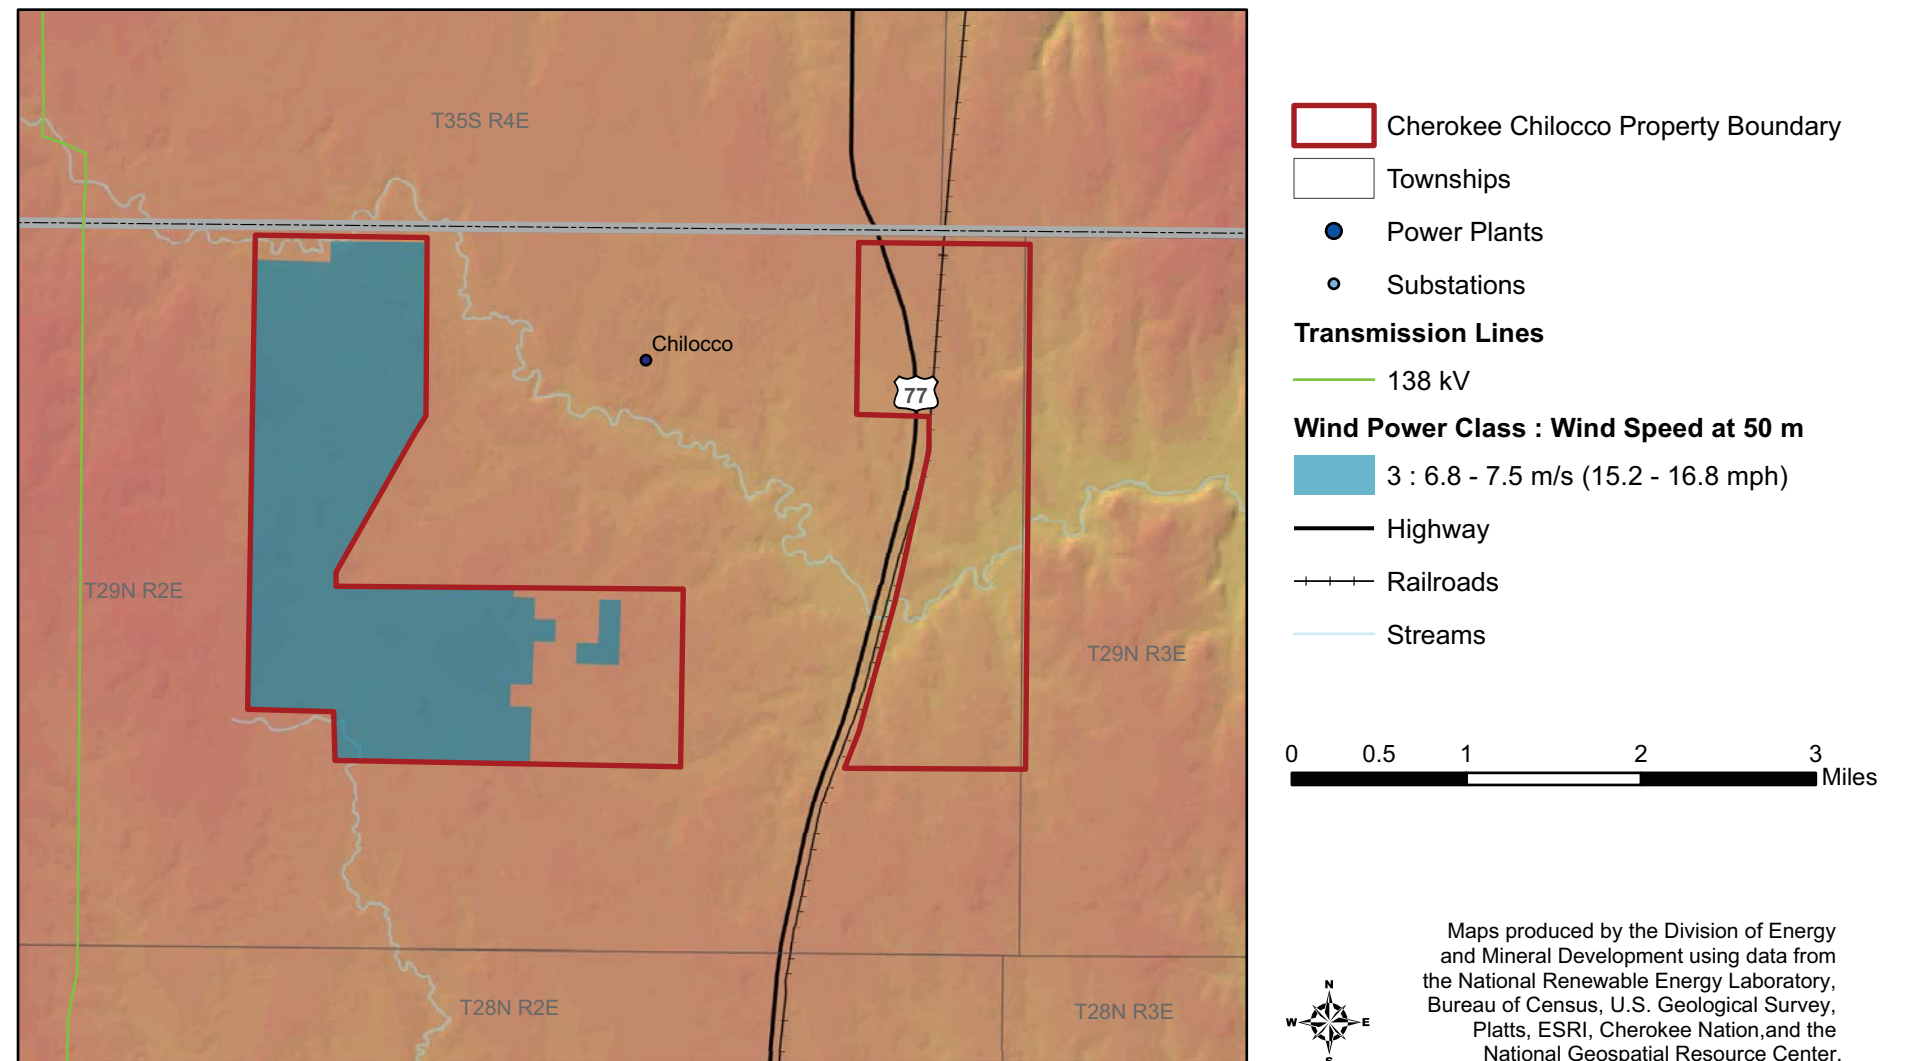 T35S R4E
Chilocco
77
T29N R2E
T29N R3E
T28N R2E
T28N R3E
Cherokee Chilocco Property Boundary
Townships
Power Plants
Substations
Transmission Lines
138 kV
Wind Power Class : Wind Speed at 50 m
3 : 6.8 - 7.5 m/s (15.2 - 16.8 mph)
Highway
Railroads
Streams
0 0.5 1 2 3
Miles
N
W E
S
Maps produced by the Division of Energy
and Mineral Development using data from
the National Renewable Energy Laboratory,
Bureau of Census, U.S. Geological Survey,
Platts, ESRI, Cherokee Nation,and the
National Geospatial Resource Center.